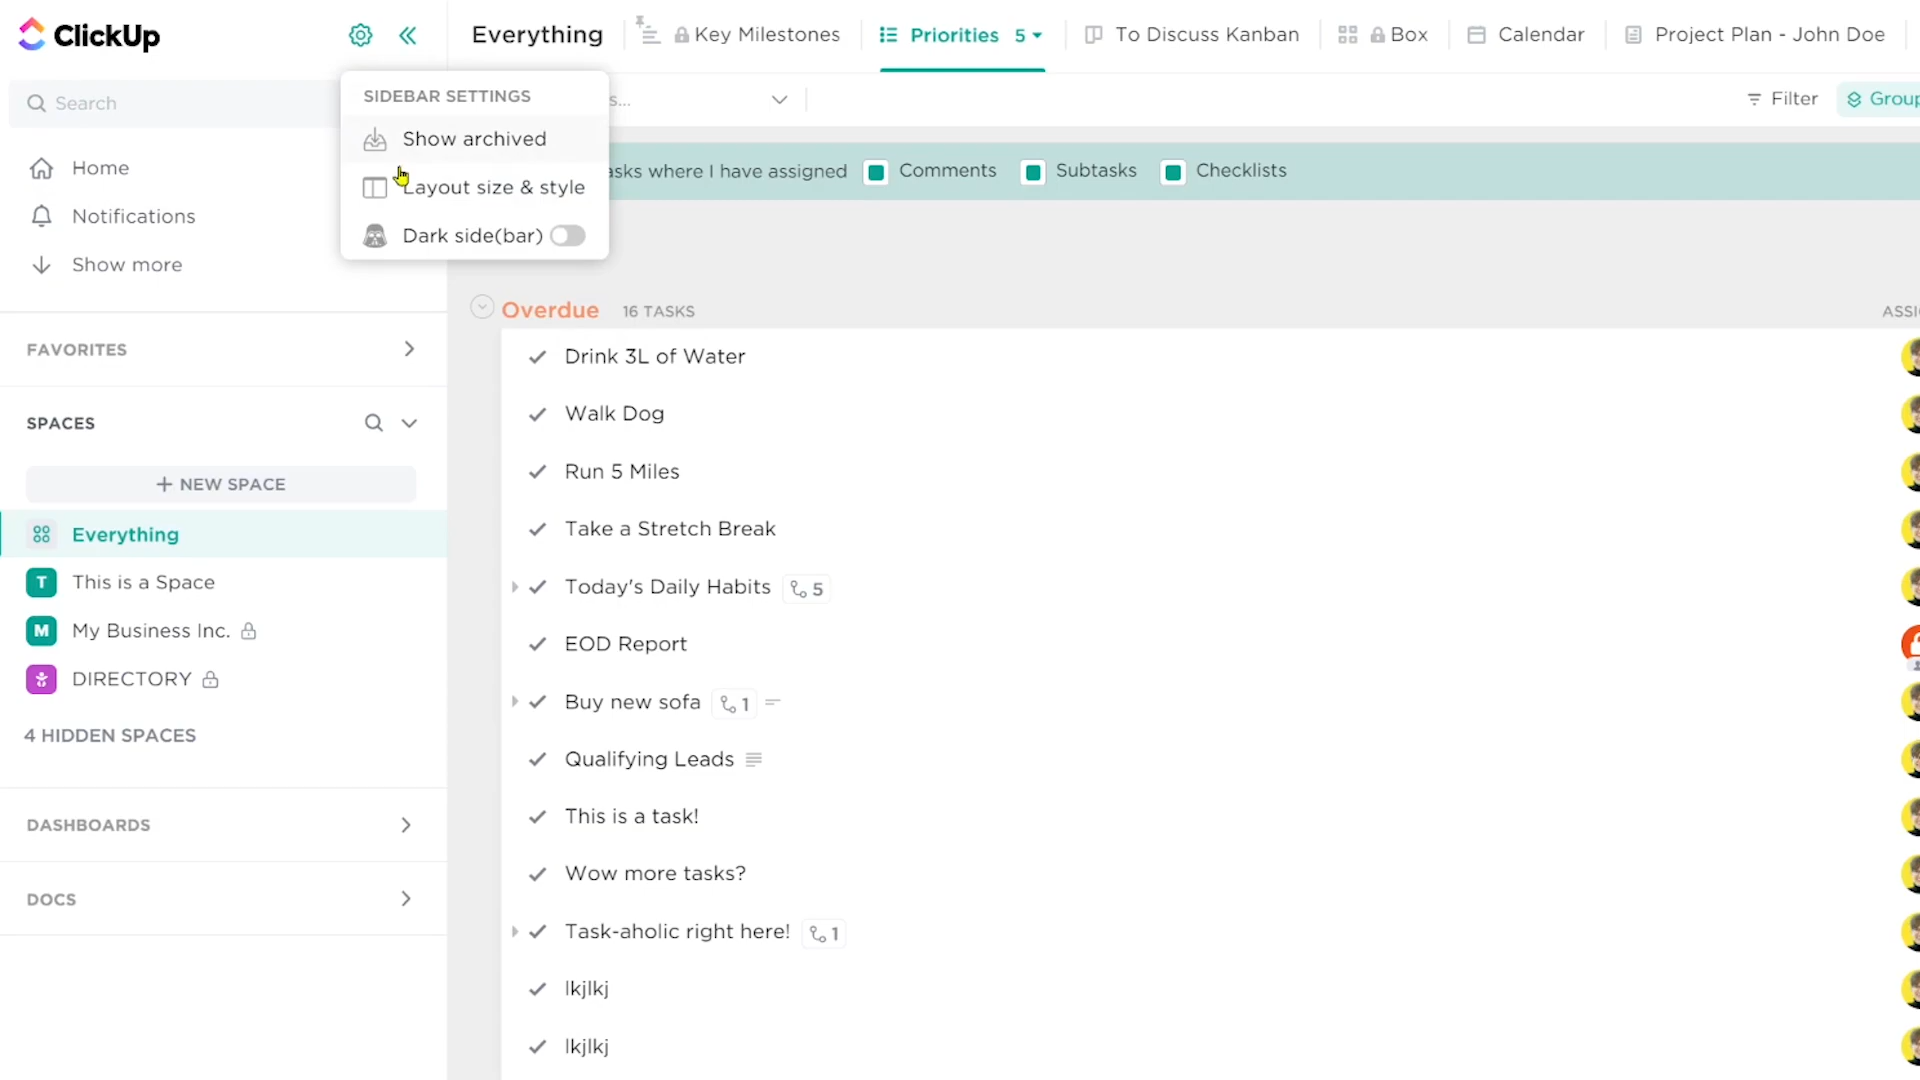 ClickUp
Everything
Key Milestones
Priorities 5
To Discuss Kanban
Box
Calendar
Project Plan - John Doe
Search
SIDEBAR SETTINGS
Show archived
Layout size & style
Dark side(bar)
s...
Filter
Group
asks where I have assigned
Comments
Subtasks
Checklists
Home
Notifications
Show more
FAVORITES
SPACES
+ NEW SPACE
Everything
T This is a Space
M My Business Inc.
DIRECTORY
4 HIDDEN SPACES
DASHBOARDS
DOCS
Overdue 16 TASKS
ASSI
Drink 3L of Water
Walk Dog
Run 5 Miles
Take a Stretch Break
Today's Daily Habits 5
EOD Report
Buy new sofa 1
Qualifying Leads
This is a task!
Wow more tasks?
Task-aholic right here! 1
lkjlkj
lkjlkj